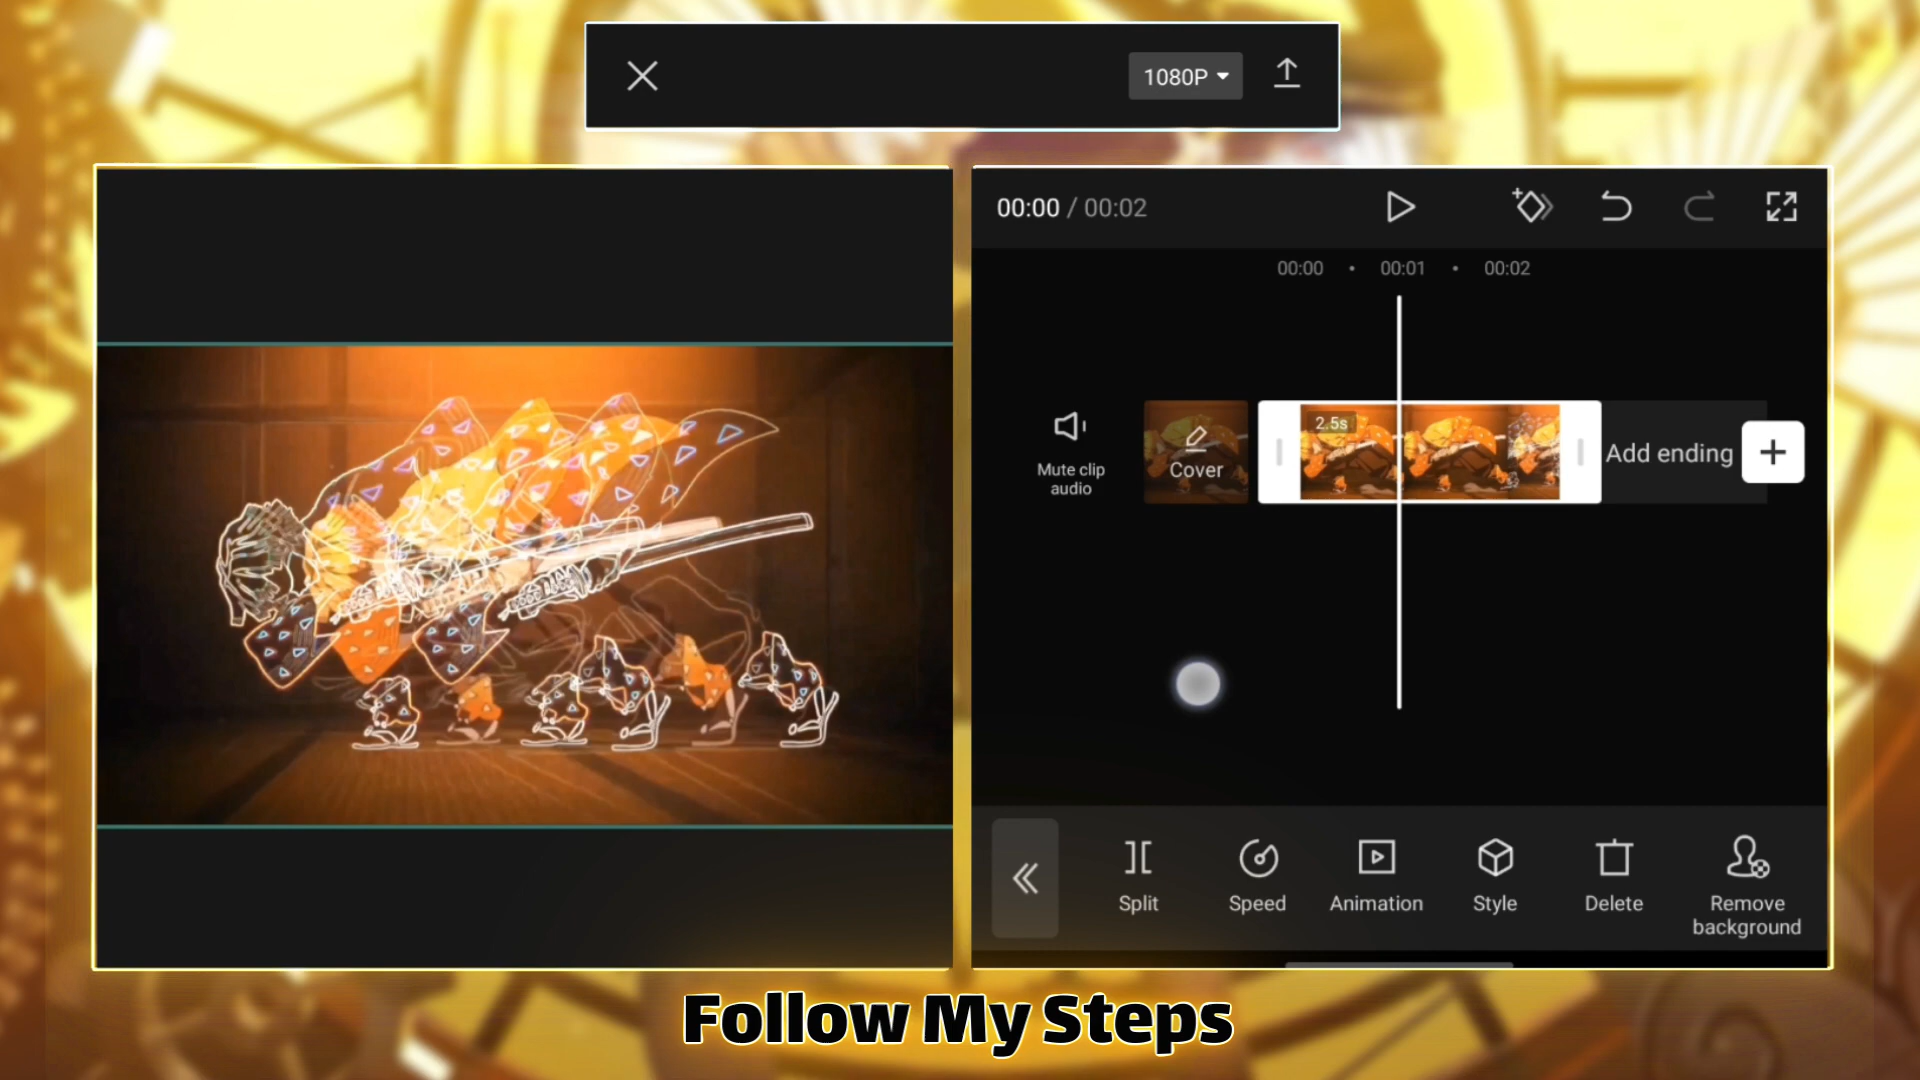 1080P
00:00 / 00:02
00:00 • 00:01 • 00:02
Mute clip
audio
Cover
2.5s
Add ending
Split
Speed
Animation
Style
Delete
Remove
background
Follow My Steps